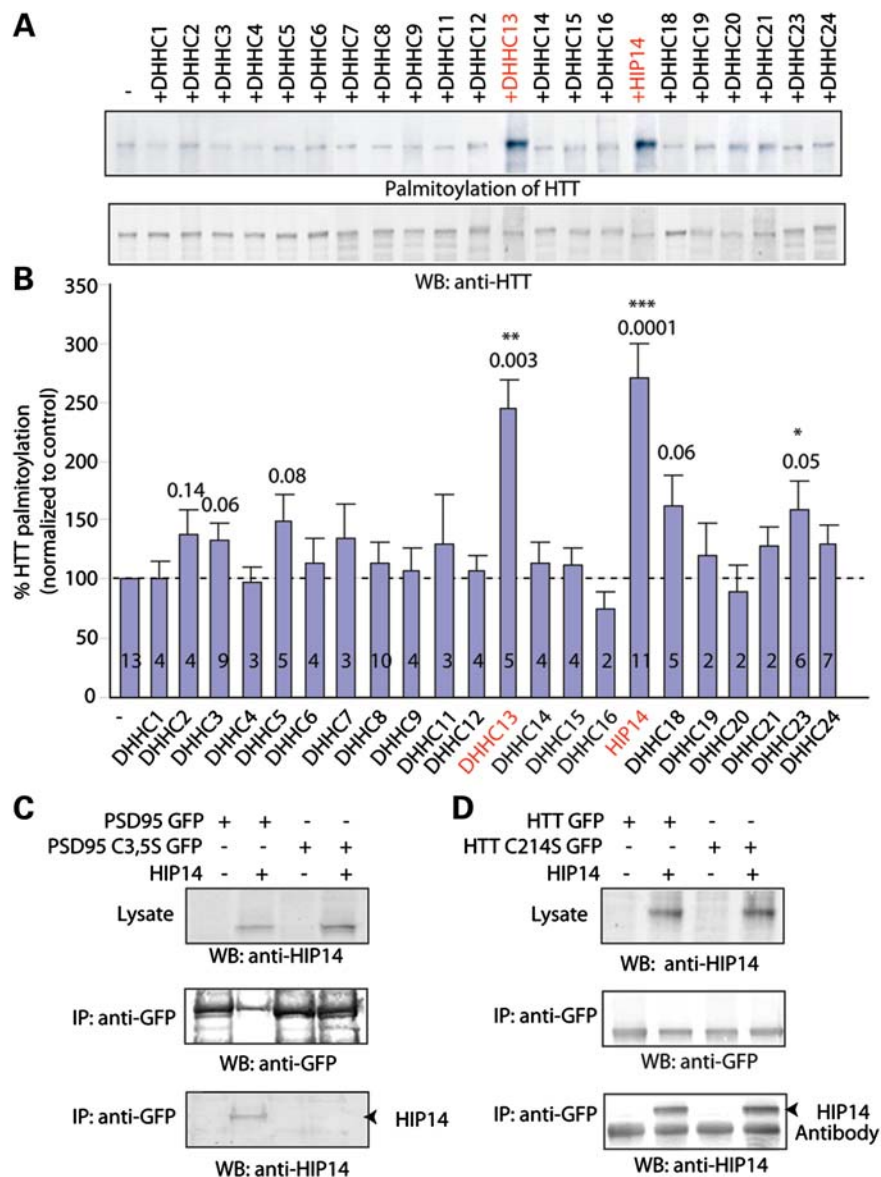 A
- +DHHC1 +DHHC2 +DHHC3 +DHHC4 +DHHC5 +DHHC6 +DHHC7 +DHHC8 +DHHC9 +DHHC11 +DHHC12 +DHHC13 +DHHC14 +DHHC15 +DHHC16 +HIP14 +DHHC18 +DHHC19 +DHHC20 +DHHC21 +DHHC23 +DHHC24
Palmitoylation of HTT
WB: anti-HTT
B
% HTT palmitoylation
(normalized to control)
350
300
250
200
150
100
50
0
** ***
0.003 0.0001
*
0.14 0.06 0.08 0.06 0.05
13 4 4 9 3 5 4 3 10 4 3 4 5 4 4 2 11 5 2 2 2 6 7
- DHHC1 DHHC2 DHHC3 DHHC4 DHHC5 DHHC6 DHHC7 DHHC8 DHHC9 DHHC11 DHHC12 DHHC13 DHHC14 DHHC15 DHHC16 HIP14 DHHC18 DHHC19 DHHC20 DHHC21 DHHC23 DHHC24
C
PSD95 GFP + + - -
PSD95 C3,5S GFP - - + +
HIP14 - + - +
Lysate
WB: anti-HIP14
IP: anti-GFP
WB: anti-GFP
IP: anti-GFP
HIP14
WB: anti-HIP14
D
HTT GFP + + - -
HTT C214S GFP - - + +
HIP14 - + - +
Lysate
WB: anti-HIP14
IP: anti-GFP
WB: anti-GFP
IP: anti-GFP
HIP14
Antibody
WB: anti-HIP14